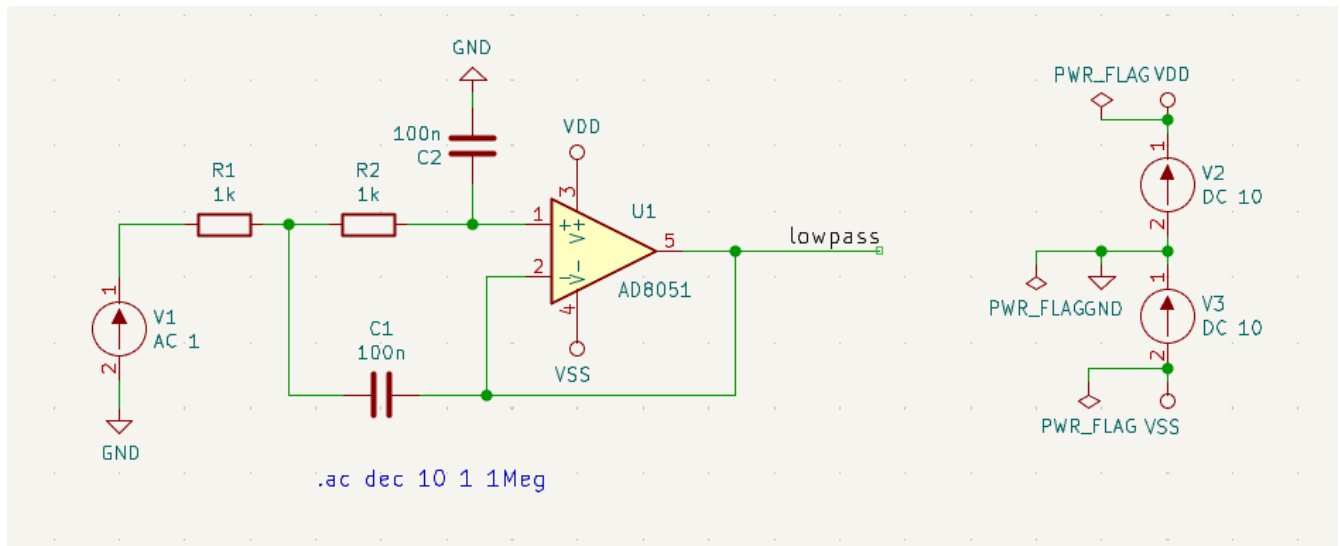 GND
100n
C2
VDD
R1
1k
R2
1k
3
U1
1
+
V+
5
lowpass
2
-
V-
AD8051
4
VSS
1
V1
AC 1
2
GND
C1
100n
.ac dec 10 1 1Meg
PWR_FLAG VDD
1
V2
DC 10
2
PWR_FLAG GND
1
V3
DC 10
2
PWR_FLAG VSS